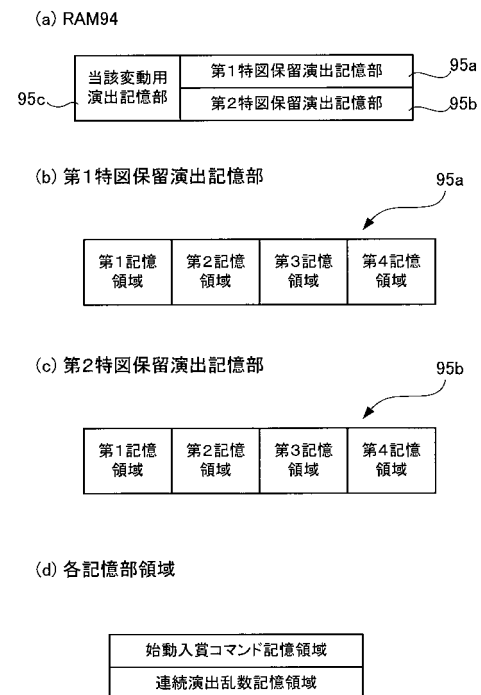 (a) RAM94
当該変動用
演出記憶部
第1特図保留演出記憶部
第2特図保留演出記憶部
95a
95b
95c
(b) 第1特図保留演出記憶部
95a
第1記憶
領域
第2記憶
領域
第3記憶
領域
第4記憶
領域
(c) 第2特図保留演出記憶部
95b
第1記憶
領域
第2記憶
領域
第3記憶
領域
第4記憶
領域
(d) 各記憶部領域
始動入賞コマンド記憶領域
連続演出乱数記憶領域